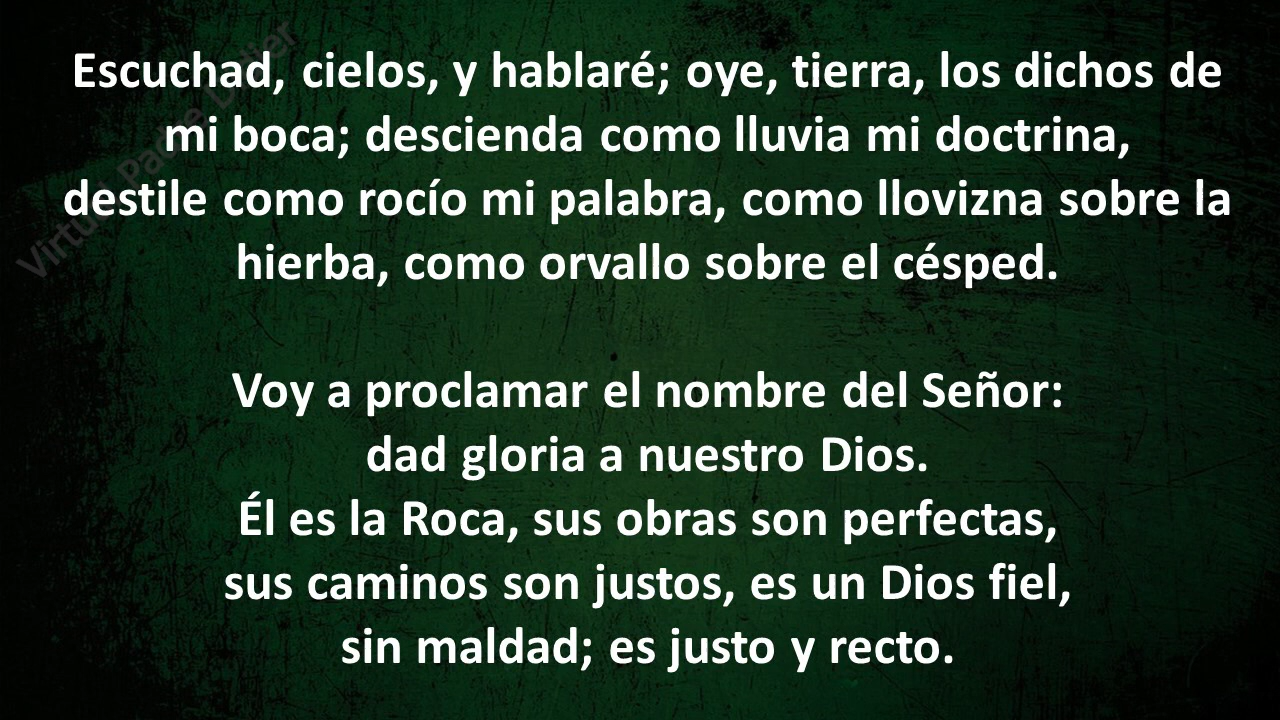 Escuchad, cielos, y hablaré; oye, tierra, los dichos de
mi boca; descienda como lluvia mi doctrina,
destile como rocío mi palabra, como llovizna sobre la
hierba, como orvallo sobre el césped.
Voy a proclamar el nombre del Señor:
dad gloria a nuestro Dios.
Él es la Roca, sus obras son perfectas,
sus caminos son justos, es un Dios fiel,
sin maldad; es justo y recto.